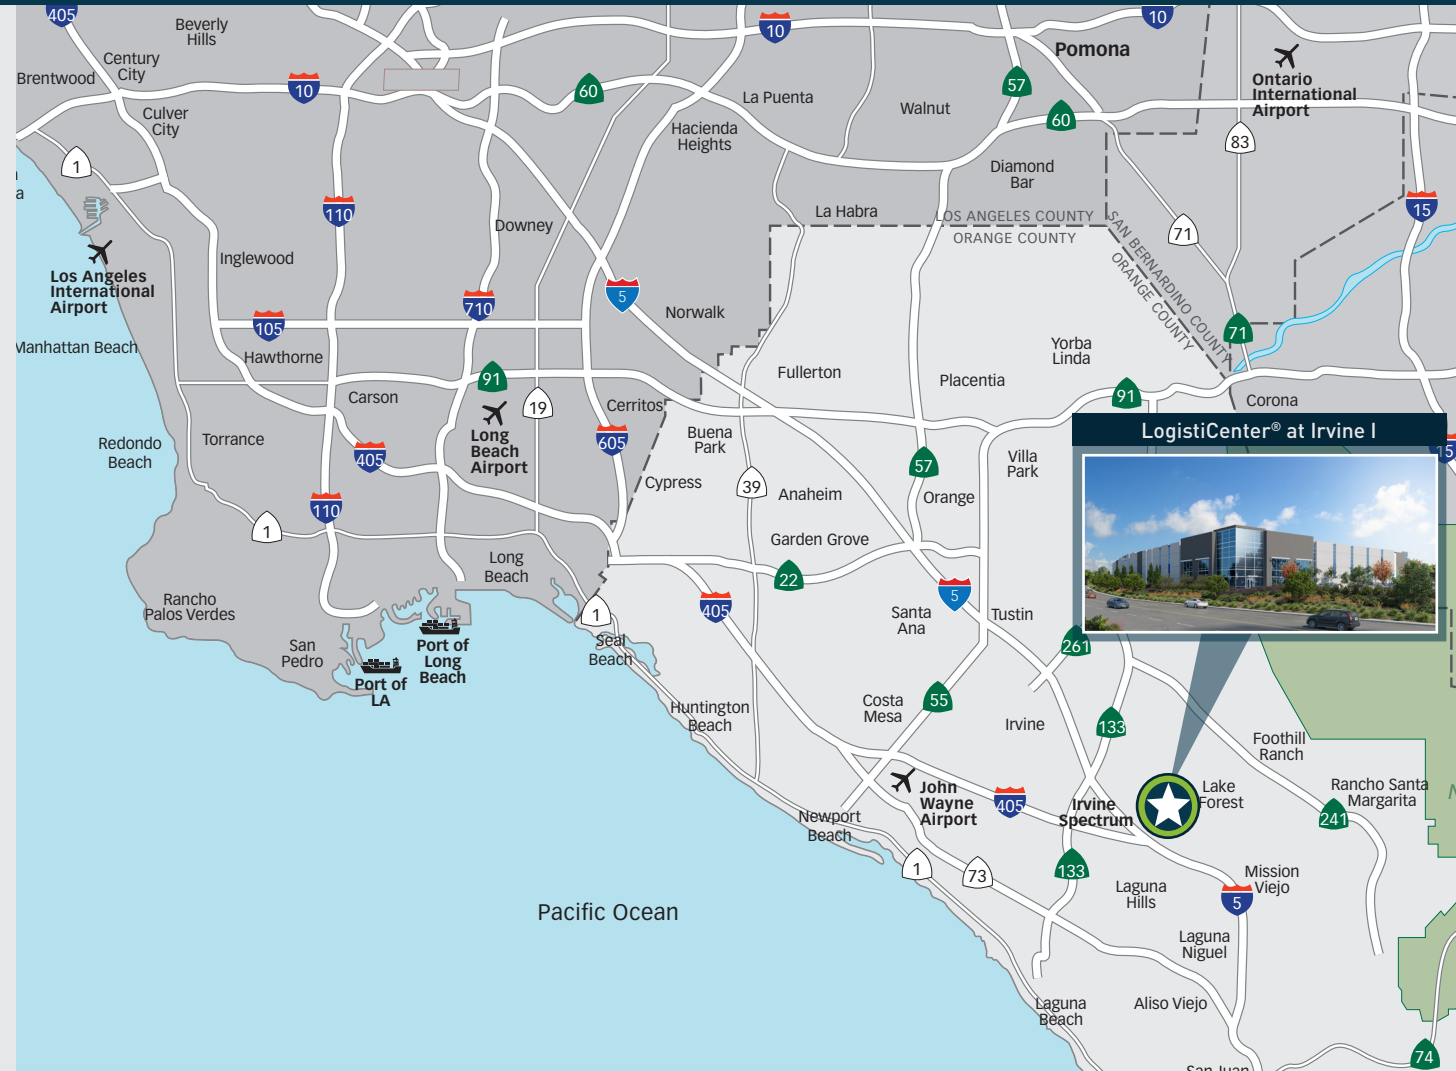 405
Beverly
Hills
10
10
Pomona
Century
City
Brentwood
Ontario
International
Airport
10
60
57
La Puenta
Walnut
60
Culver
City
Hacienda
Heights
83
1
Diamond
Bar
a
110
La Habra
LOS ANGELES COUNTY
ORANGE COUNTY
SAN BERNARDINO COUNTY
ORANGE COUNTY
15
71
Downey
Inglewood
Los Angeles
International
Airport
5
710
105
Norwalk
71
Manhattan Beach
Hawthorne
Yorba
Linda
Fullerton
Placentia
91
91
Carson
19
Cerritos
Corona
Long
Beach
Airport
605
Torrance
Redondo
Beach
405
Buena
Park
LogistiCenter® at Irvine I
15
57
Villa
Park
Cypress
39
Anaheim
Orange
110
1
Garden Grove
Long
Beach
22
405
5
Rancho
Palos Verdes
1
Santa
Ana
Tustin
San
Pedro
Port of
Long
Beach
Port of
LA
Seal
Beach
261
Huntington
Beach
Costa
Mesa
55
Irvine
133
Foothill
Ranch
John
Wayne
Airport
405
Irvine
Spectrum
Lake
Forest
Rancho Santa
Margarita
241
Newport
Beach
1
73
133
Mission
Viejo
Laguna
Hills
5
Pacific Ocean
Laguna
Niguel
Laguna
Beach
Aliso Viejo
74
San Juan